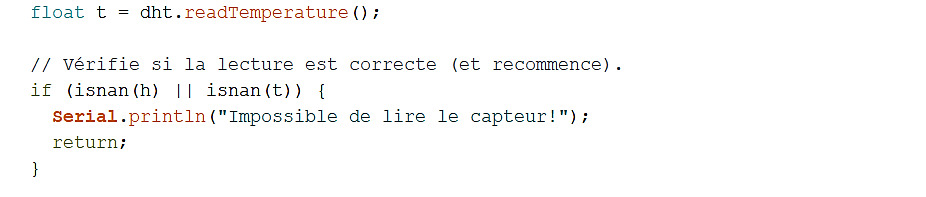 float t = dht.readTemperature();
// Vérifie si la lecture est correcte (et recommence).
if (isnan(h) || isnan(t)) {
Serial.println("Impossible de lire le capteur!");
return;
}